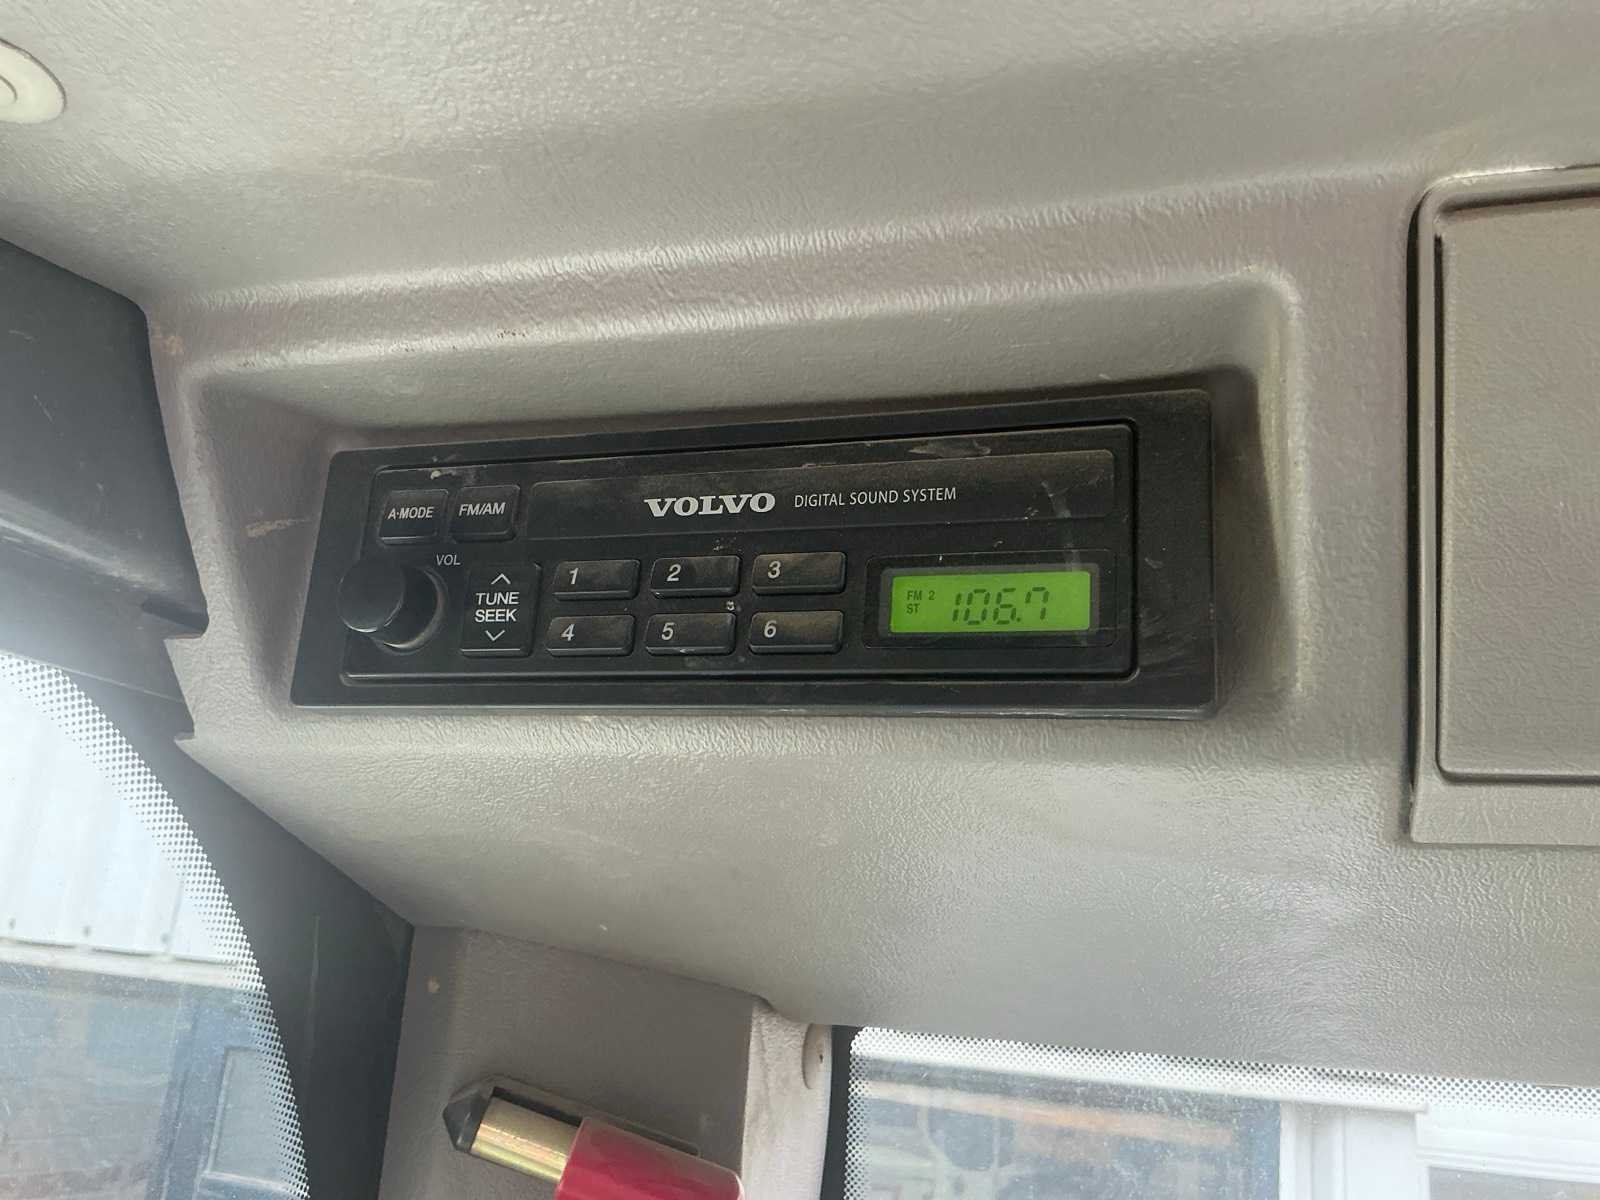 VOLVO DIGITAL SOUND SYSTEM
A·MODE FM/AM
VOL
TUNE
SEEK
1 2 3
4 5 6
FM 2
ST
106.7